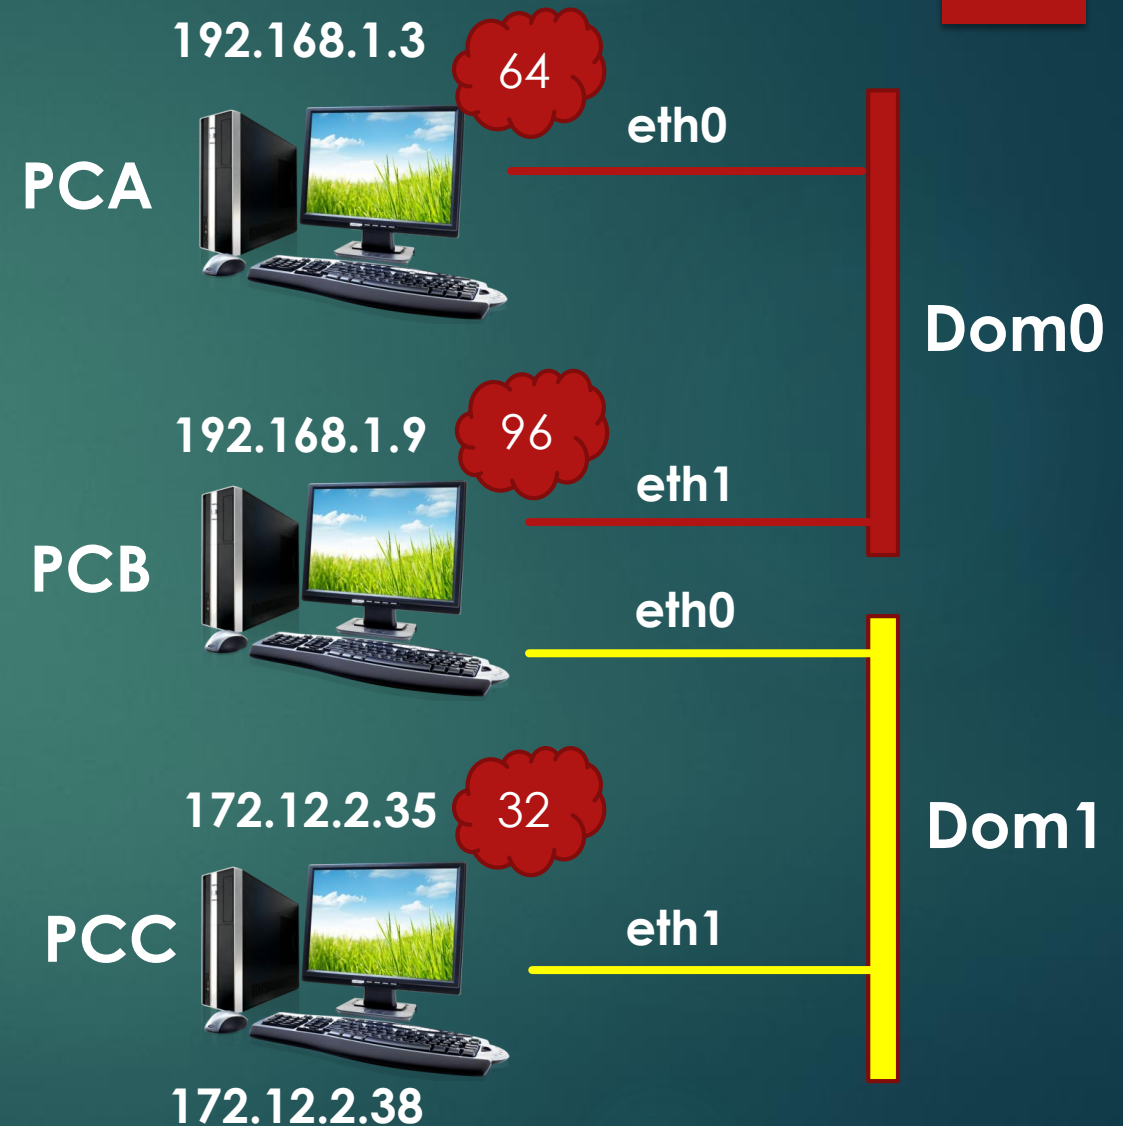 192.168.1.3
64
eth0
PCA
Dom0
192.168.1.9
96
eth1
PCB
eth0
172.12.2.35
32
Dom1
PCC
eth1
172.12.2.38